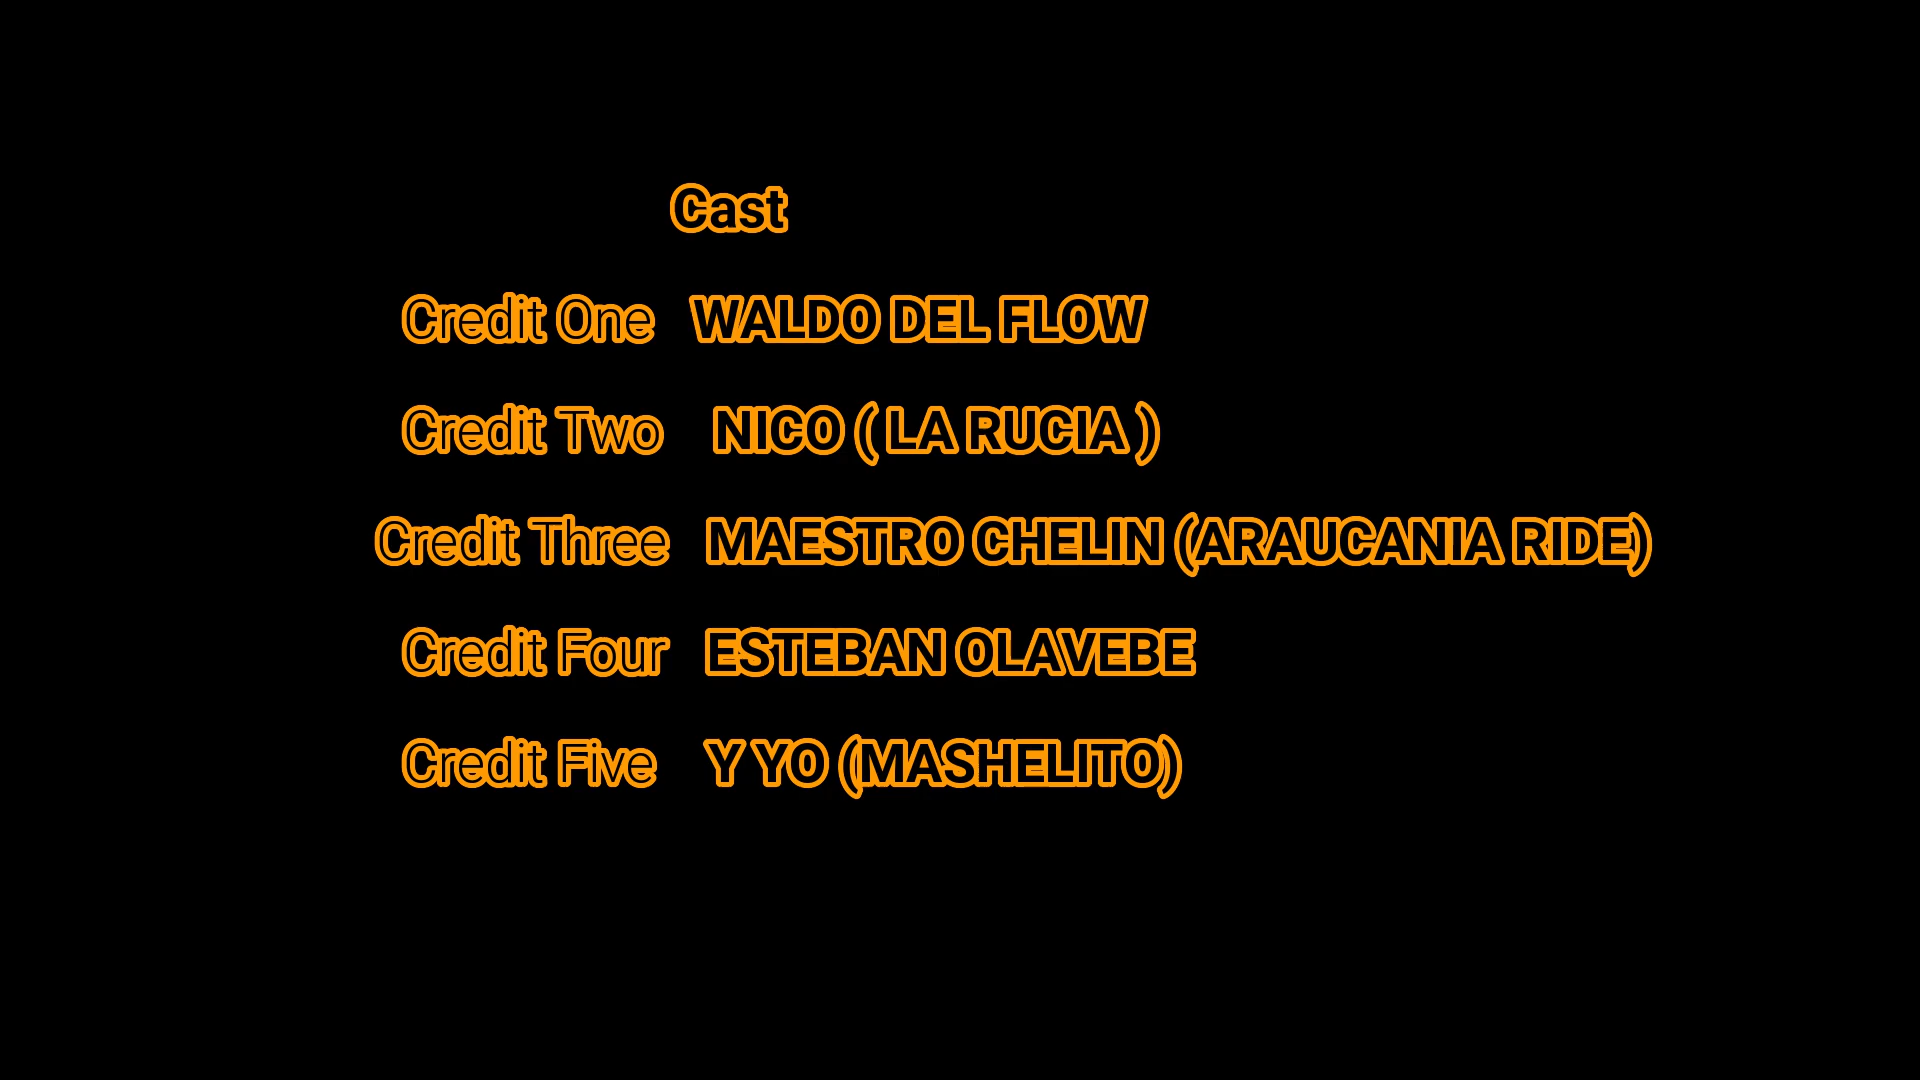 Cast
Credit One WALDO DEL FLOW
Credit Two NICO ( LA RUCIA )
Credit Three MAESTRO CHELIN (ARAUCANIA RIDE)
Credit Four ESTEBAN OLAVEBE
Credit Five Y YO (MASHELITO)